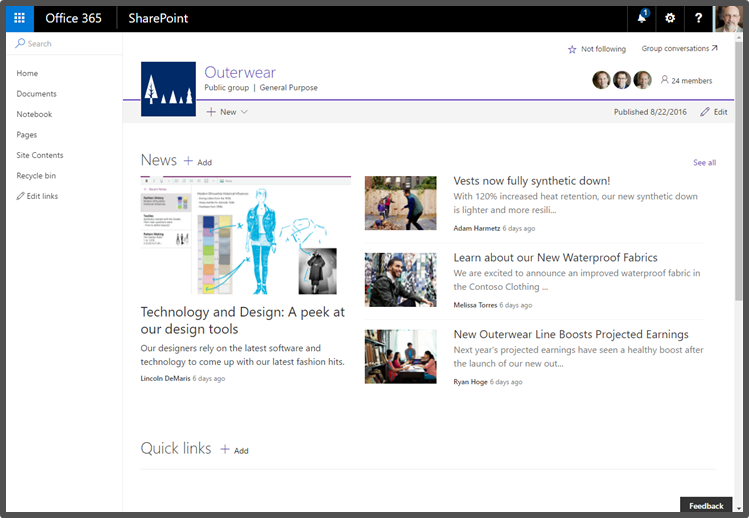 Office 365 SharePoint 1 ?
Search
Not following Group conversations
Home
Documents
Notebook
Pages
Site Contents
Recycle bin
Edit links
Outerwear
Public group | General Purpose
24 members
New
Published 8/22/2016 Edit
News Add
See all
Technology and Design: A peek at
our design tools
Our designers rely on the latest software and
technology to come up with our latest fashion hits.
Lincoln DeMaris 6 days ago
Vests now fully synthetic down!
With 120% increased heat retention, our new synthetic down
is lighter and more resili...
Adam Harmetz 6 days ago
Learn about our New Waterproof Fabrics
We are excited to announce an improved waterproof fabric in
the Contoso Clothing ...
Melissa Torres 6 days ago
New Outerwear Line Boosts Projected Earnings
Next year's projected earnings have seen a healthy boost after
the launch of our new out...
Ryan Hoge 6 days ago
Quick links Add
Feedback